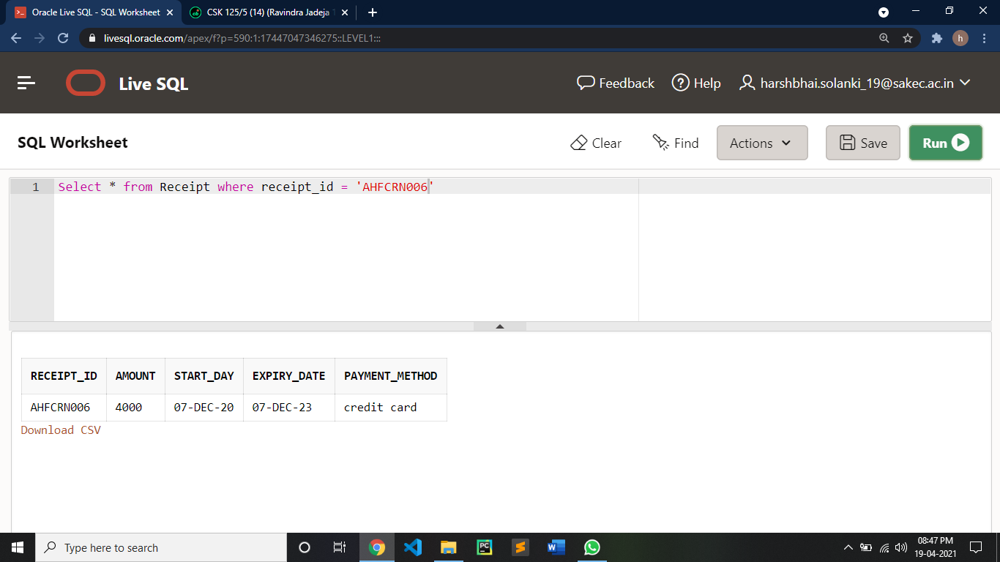 Oracle Live SQL - SQL Worksheet
CSK 125/5 (14) (Ravindra Jadeja
livesql.oracle.com/apex/f?p=590:1:17447047346275::LEVEL1:::
h
Live SQL
Feedback
Help
harshbhai.solanki_19@sakec.ac.in
SQL Worksheet
Clear
Find
Actions
Save
Run
1 Select * from Receipt where receipt_id = 'AHFCRN006'
RECEIPT_ID AMOUNT START_DAY EXPIRY_DATE PAYMENT_METHOD
AHFCRN006 4000 07-DEC-20 07-DEC-23 credit card
Download CSV
Type here to search
PC
W
08:47 PM
19-04-2021